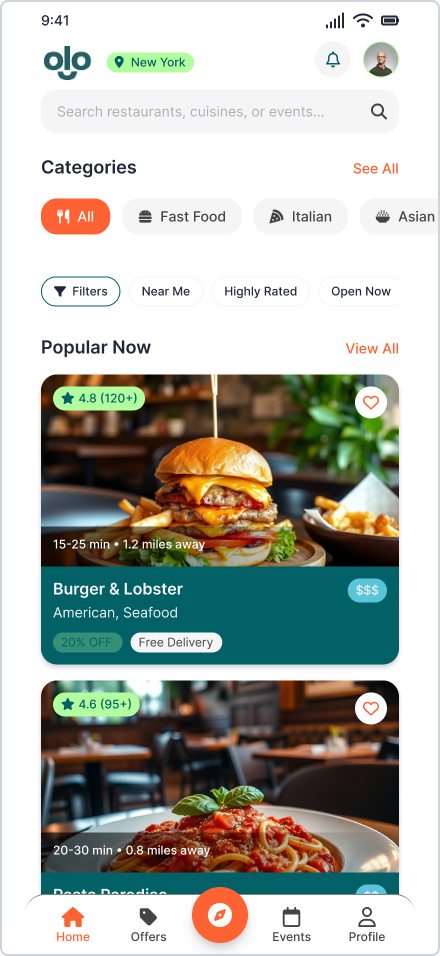 9:41
olo
New York
Search restaurants, cuisines, or events...
Categories
See All
All
Fast Food
Italian
Asian
Filters
Near Me
Highly Rated
Open Now
Popular Now
View All
4.8 (120+)
15-25 min • 1.2 miles away
Burger & Lobster
$$$
American, Seafood
20% OFF
Free Delivery
4.6 (95+)
20-30 min • 0.8 miles away
Pasta Paradise
$$
Home
Offers
Events
Profile